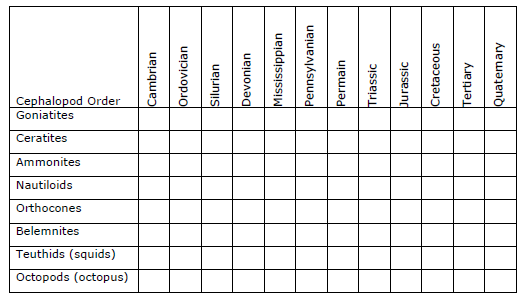 Cephalopod Order
Cambrian
Ordovician
Silurian
Devonian
Mississippian
Pennsylvanian
Permain
Triassic
Jurassic
Cretaceous
Tertiary
Quaternary
Goniatites
Ceratites
Ammonites
Nautiloids
Orthocones
Belemnites
Teuthids (squids)
Octopods (octopus)